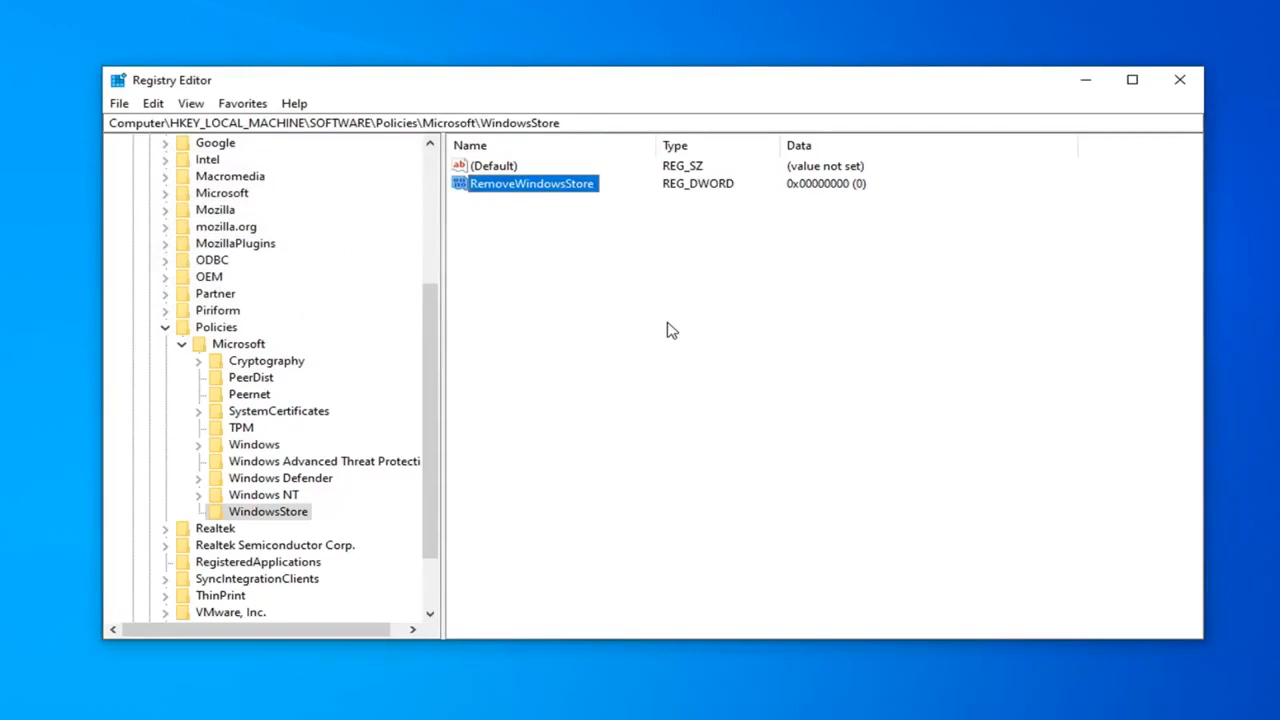 Registry Editor
File Edit View Favorites Help
Computer\HKEY_LOCAL_MACHINE\SOFTWARE\Policies\Microsoft\WindowsStore
Google
Intel
Macromedia
Microsoft
Mozilla
mozilla.org
MozillaPlugins
ODBC
OEM
Partner
Piriform
Policies
Microsoft
Cryptography
PeerDist
Peernet
SystemCertificates
TPM
Windows
Windows Advanced Threat Protecti
Windows Defender
Windows NT
WindowsStore
Realtek
Realtek Semiconductor Corp.
RegisteredApplications
SyncIntegrationClients
ThinPrint
VMware, Inc.
Name Type Data
ab (Default) REG_SZ (value not set)
RemoveWindowsStore REG_DWORD 0x00000000 (0)